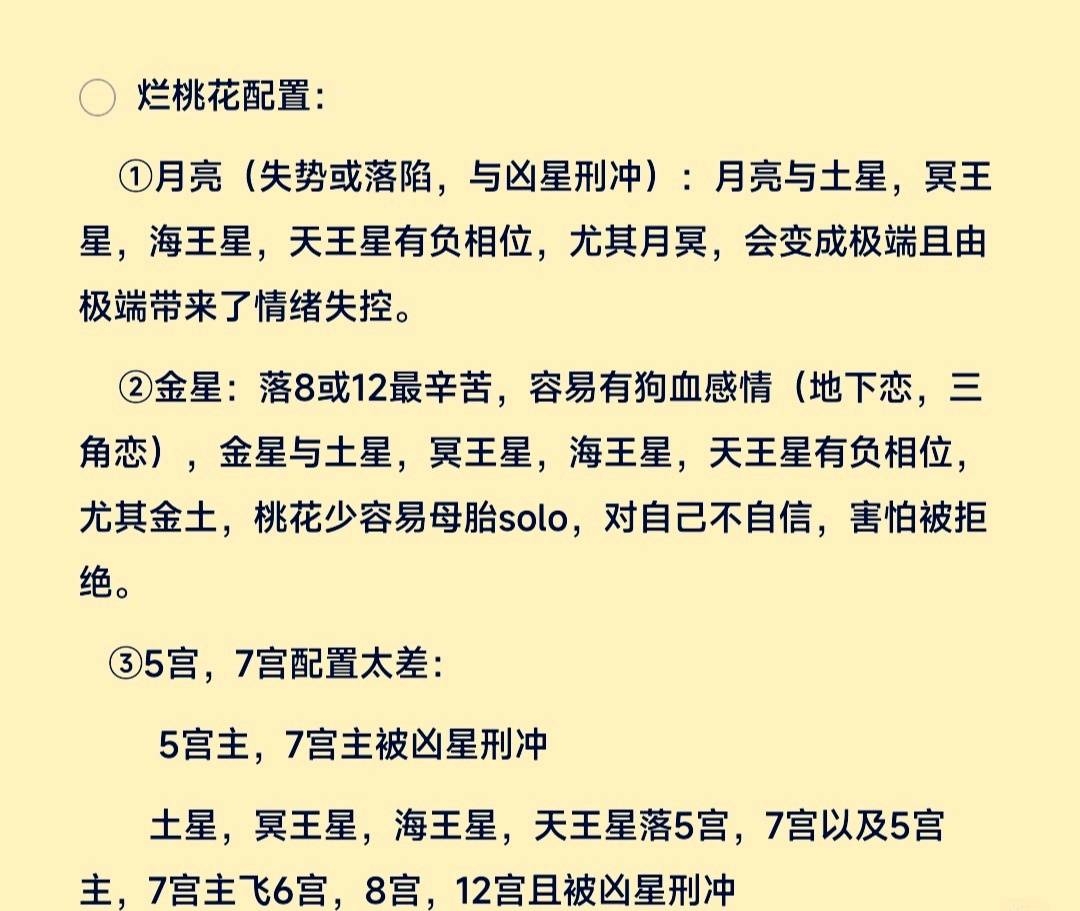 烂桃花配置：
①月亮（失势或落陷，与凶星刑冲）：月亮与土星，冥王
星，海王星，天王星有负相位，尤其月冥，会变成极端且由
极端带来了情绪失控。
②金星：落8或12最辛苦，容易有狗血感情（地下恋，三
角恋），金星与土星，冥王星，海王星，天王星有负相位，
尤其金土，桃花少容易母胎solo，对自己不自信，害怕被拒
绝。
③5宫，7宫配置太差：
5宫主，7宫主被凶星刑冲
土星，冥王星，海王星，天王星落5宫，7宫以及5宫
主，7宫主飞6宫，8宫，12宫且被凶星刑冲